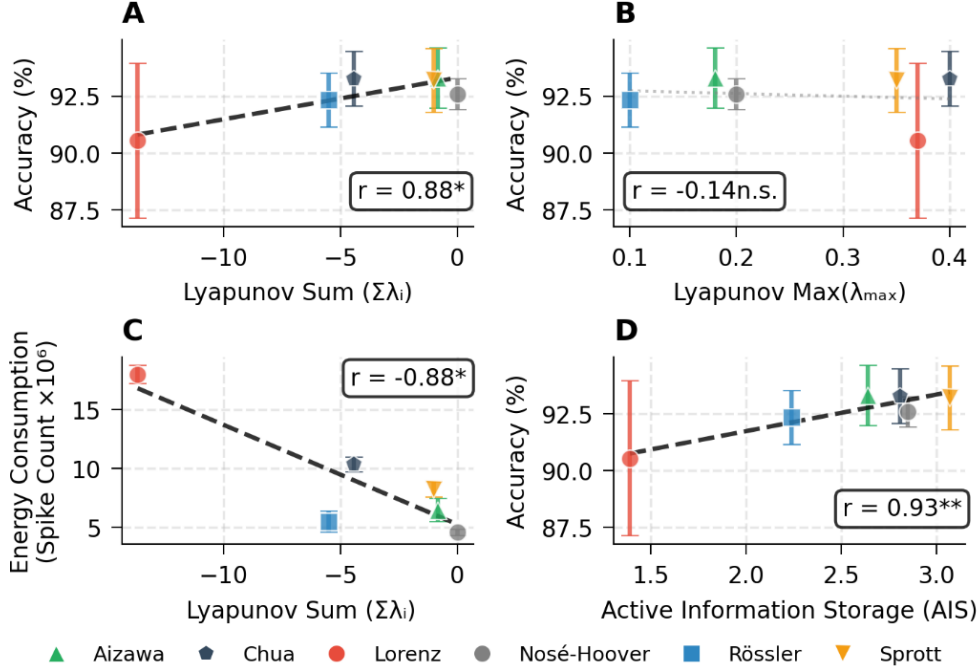 A
Accuracy (%)
92.5
90.0
87.5
r = 0.88*
−10
−5
0
Lyapunov Sum (Σλᵢ)
B
Accuracy (%)
92.5
90.0
87.5
r = -0.14n.s.
0.1
0.2
0.3
0.4
Lyapunov Max(λₘₐₓ)
C
Energy Consumption
(Spike Count ×10⁶)
15
10
5
r = -0.88*
−10
−5
0
Lyapunov Sum (Σλᵢ)
D
Accuracy (%)
92.5
90.0
87.5
r = 0.93**
1.5
2.0
2.5
3.0
Active Information Storage (AIS)
Aizawa
Chua
Lorenz
Nosé-Hoover
Rössler
Sprott